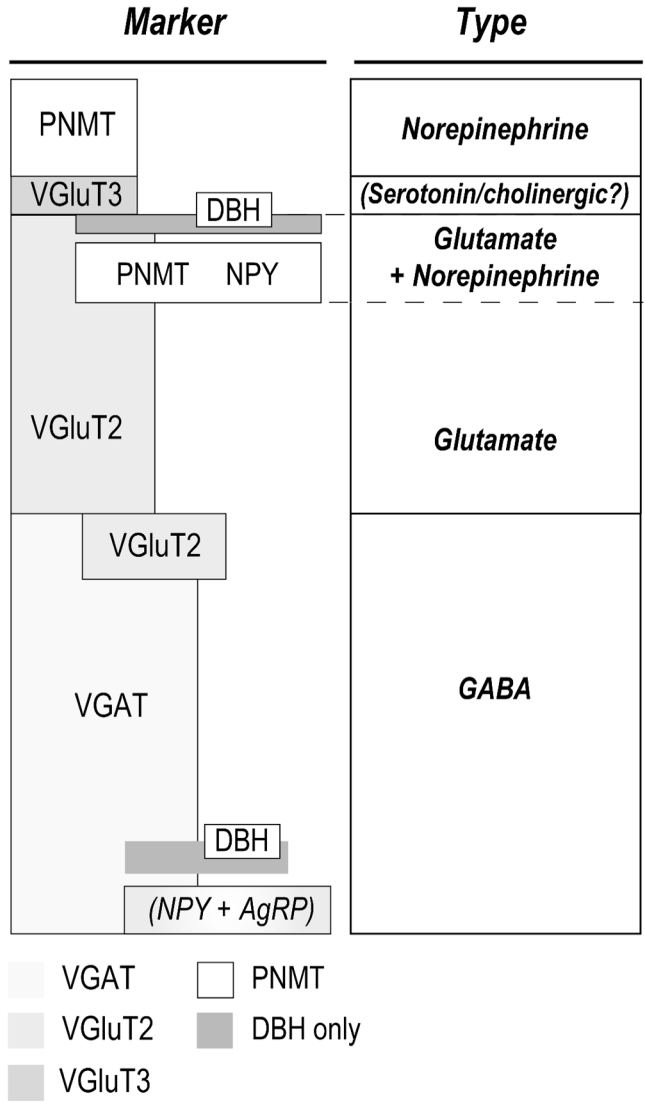 Marker Type
PNMT
Norepinephrine
VGluT3
(Serotonin/cholinergic?)
DBH
Glutamate
+ Norepinephrine
PNMT NPY
VGluT2
Glutamate
VGluT2
VGAT
GABA
DBH
(NPY + AgRP)
VGAT PNMT
VGluT2 DBH only
VGluT3